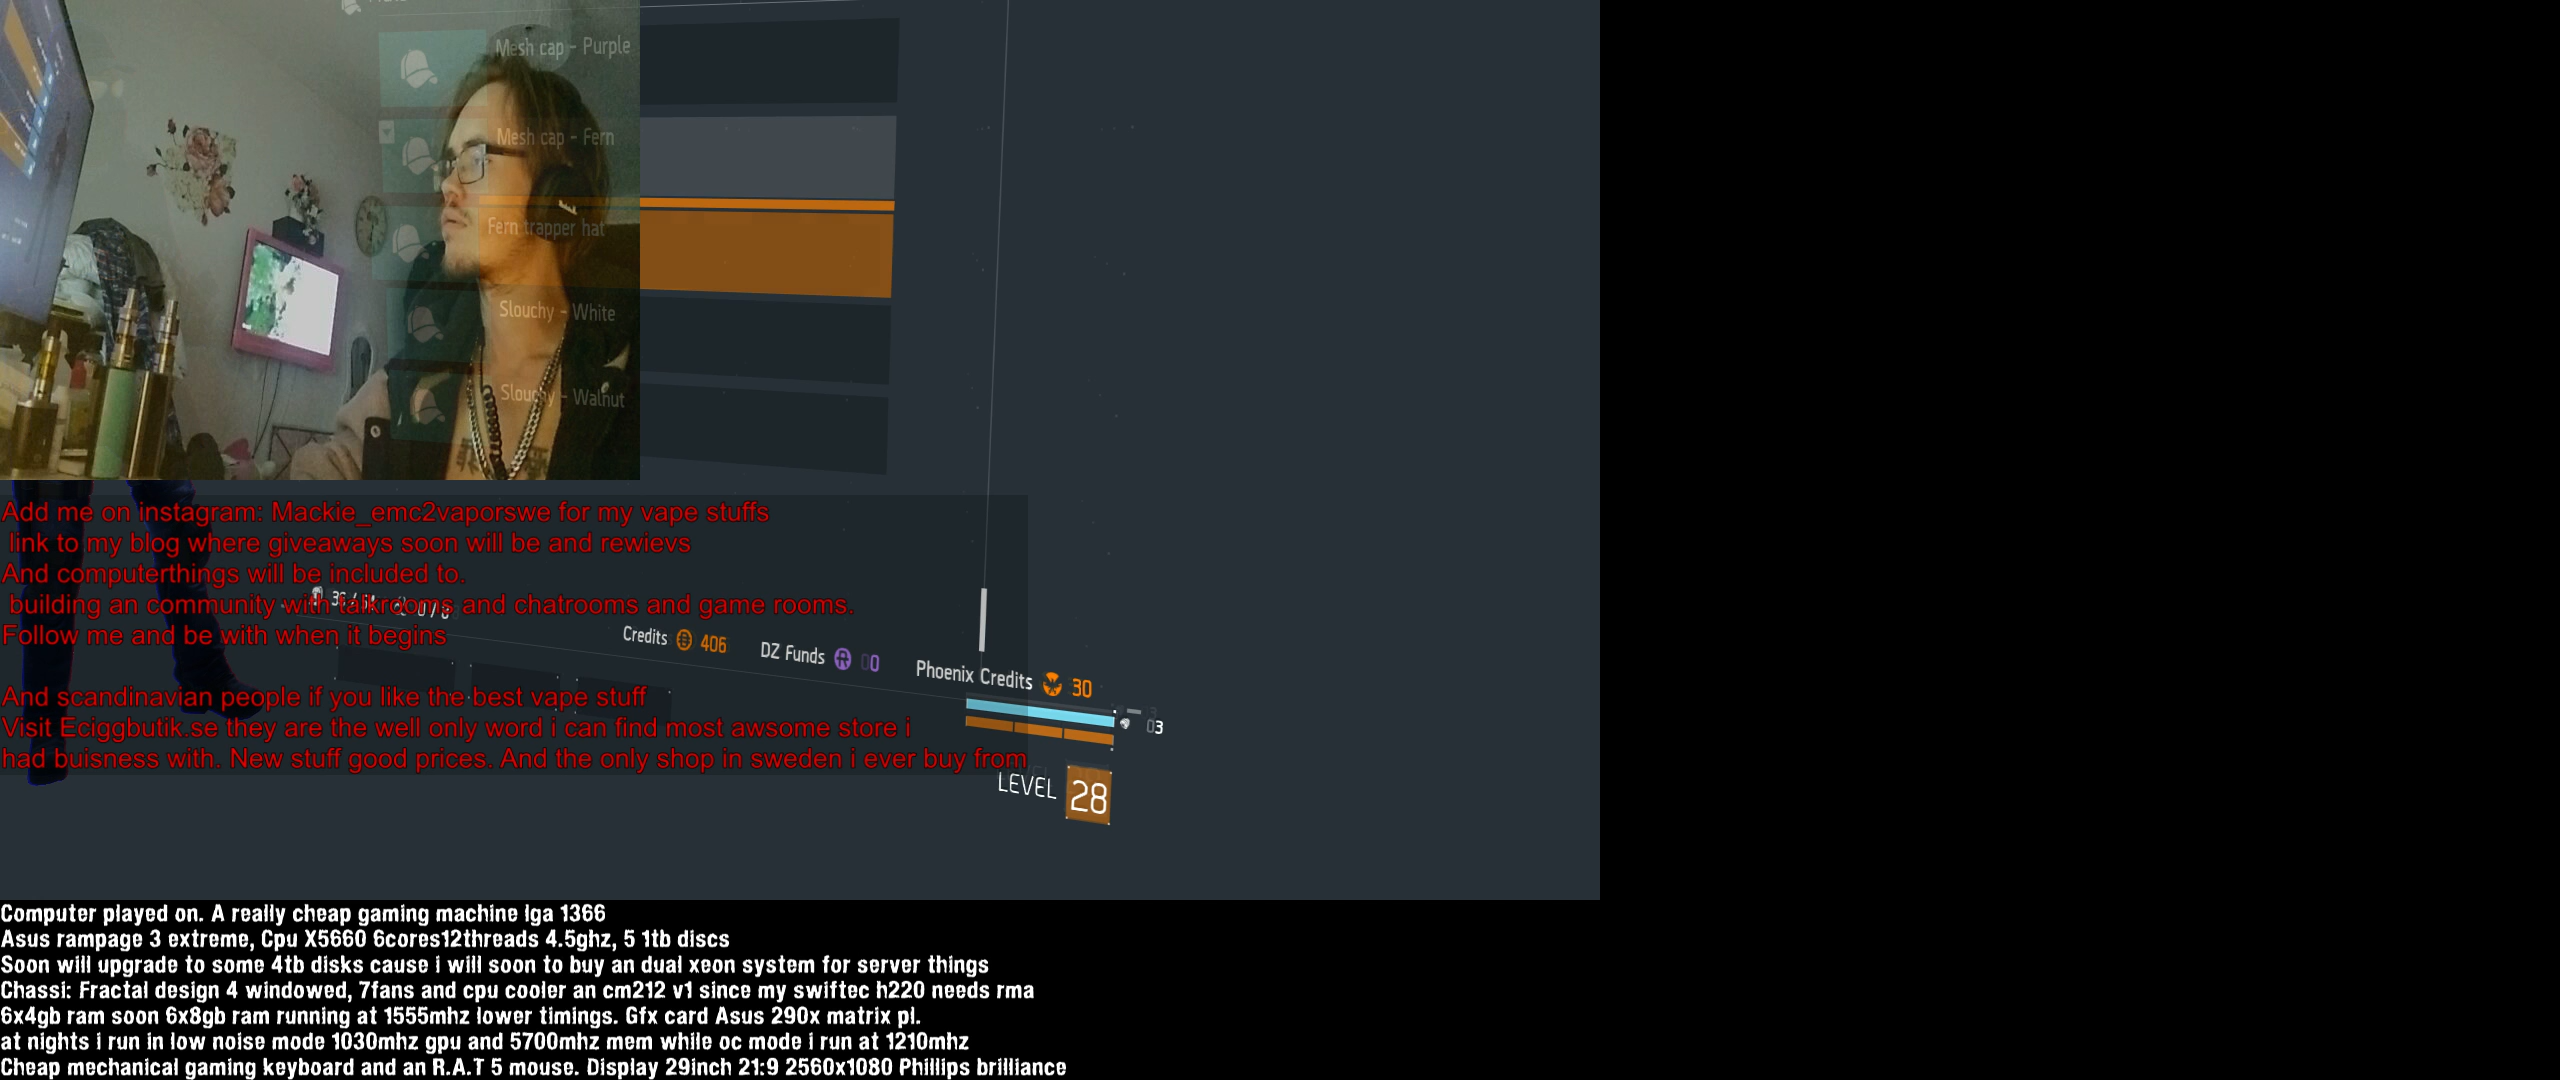 Mesh cap - Purple
Mesh cap - Fern
Fern trapper hat
Slouchy - White
Slouchy - Walnut
Add me on instagram: Mackie_emc2vaporswe for my vape stuffs
link to my blog where giveaways soon will be and rewievs
And computerthings will be included to.
building an community with talkrooms and chatrooms and game rooms.
Follow me and be with when it begins
Credits 406
DZ Funds 00
Phoenix Credits 30
And scandinavian people if you like the best vape stuff
Visit Eciggbutik.se they are the well only word i can find most awsome store i
had buisness with. New stuff good prices. And the only shop in sweden i ever buy from
03
LEVEL 28
Computer played on. A really cheap gaming machine lga 1366
Asus rampage 3 extreme, Cpu X5660 6cores12threads 4.5ghz, 5 1tb discs
Soon will upgrade to some 4tb disks cause i will soon to buy an dual xeon system for server things
Chassi: Fractal design 4 windowed, 7fans and cpu cooler an cm212 v1 since my swiftec h220 needs rma
6x4gb ram soon 6x8gb ram running at 1555mhz lower timings. Gfx card Asus 290x matrix pl.
at nights i run in low noise mode 1030mhz gpu and 5700mhz mem while oc mode i run at 1210mhz
Cheap mechanical gaming keyboard and an R.A.T 5 mouse. Display 29inch 21:9 2560x1080 Phillips brilliance